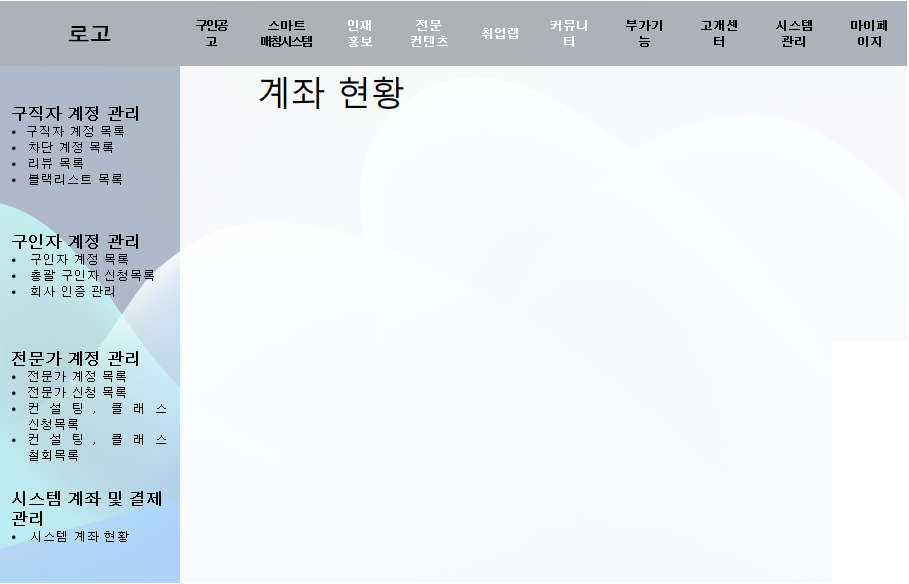 로고
구인공
고
스마트
매칭시스템
인재
홍보
전문
컨텐츠
취업랩
커뮤니
티
부가기
능
고개센
터
시스템
관리
마이페
이지
계좌 현황
구직자 계정 관리
• 구직자 계정 목록
• 차단 계정 목록
• 리뷰 목록
• 블랙리스트 목록
구인자 계정 관리
• 구인자 계정 목록
• 총괄 구인자 신청목록
• 회사 인증 관리
전문가 계정 관리
• 전문가 계정 목록
• 전문가 신청 목록
• 컨 설 팅 , 클 래 스
신청목록
• 컨 설 팅 , 클 래 스
철회목록
시스템 계좌 및 결제
관리
• 시스템 계좌 현황